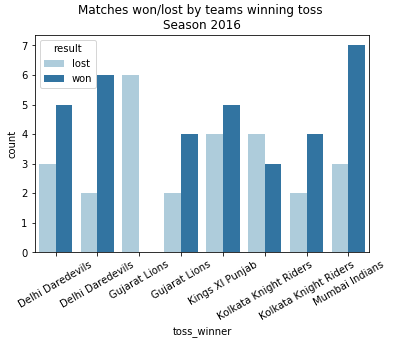 Matches won/lost by teams winning toss
Season 2016
result
lost
won
count
7
6
5
4
3
2
1
0
Delhi Daredevils
Delhi Daredevils
Gujarat Lions
Gujarat Lions
Kings XI Punjab
Kolkata Knight Riders
Kolkata Knight Riders
Mumbai Indians
toss_winner